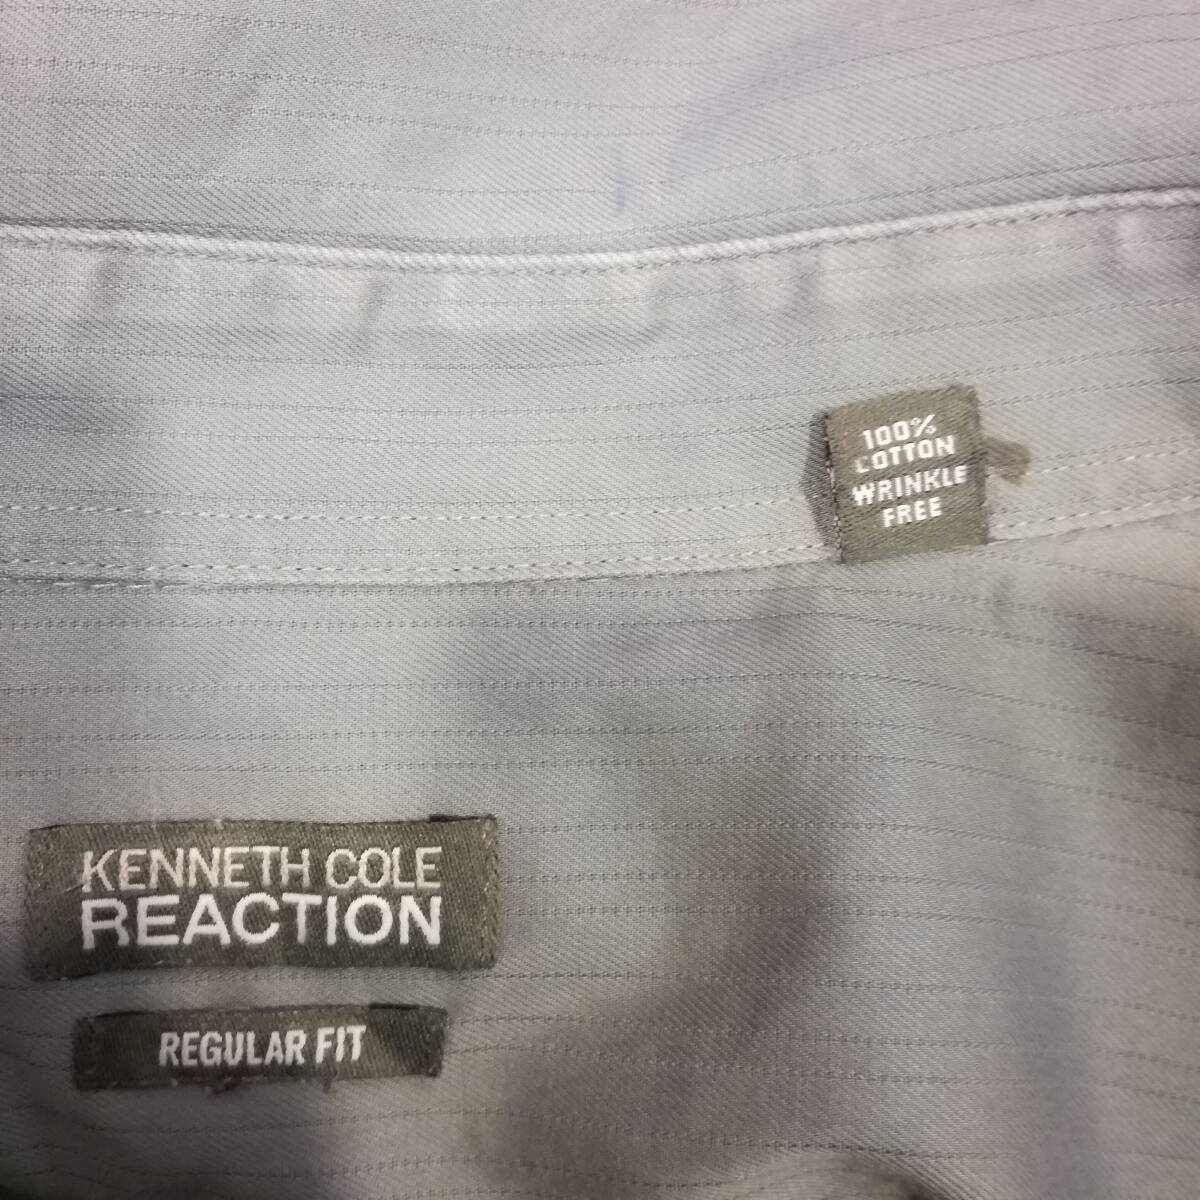 100%
COTTON
WRINKLE
FREE
KENNETH COLE
REACTION
REGULAR FIT